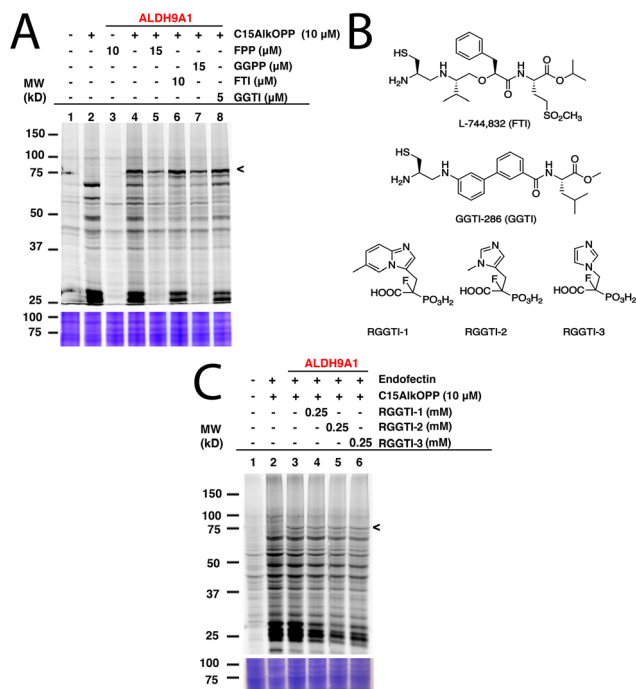 A
ALDH9A1
- + - + - + - + C15AlkOPP (10 µM)
- - 10 - 15 - - - FPP (µM)
- - - - - - 15 - GGPP (µM)
- - - - - 10 - - FTI (µM)
- - - - - - - 5 GGTI (µM)
MW
(kD)
1 2 3 4 5 6 7 8
150
100
75
<
50
37
25
100
75
B
HS
H2N
N
H
O
O
H
N
O
O
SO2CH3
L-744,832 (FTI)
HS
H2N
H
N
O
H
N
O
O
GGTI-286 (GGTI)
N
N
F
HOOC
PO3H2
RGGTI-1
N
N
F
HOOC
PO3H2
RGGTI-2
N
N
F
HOOC
PO3H2
RGGTI-3
C
ALDH9A1
- + + + + + Endofectin
- + + + + + C15AlkOPP (10 µM)
- - - 0.25 - - RGGTI-1 (mM)
- - - - 0.25 - RGGTI-2 (mM)
- - - - - 0.25 RGGTI-3 (mM)
MW
(kD)
1 2 3 4 5 6
150
100
75
<
50
37
25
100
75